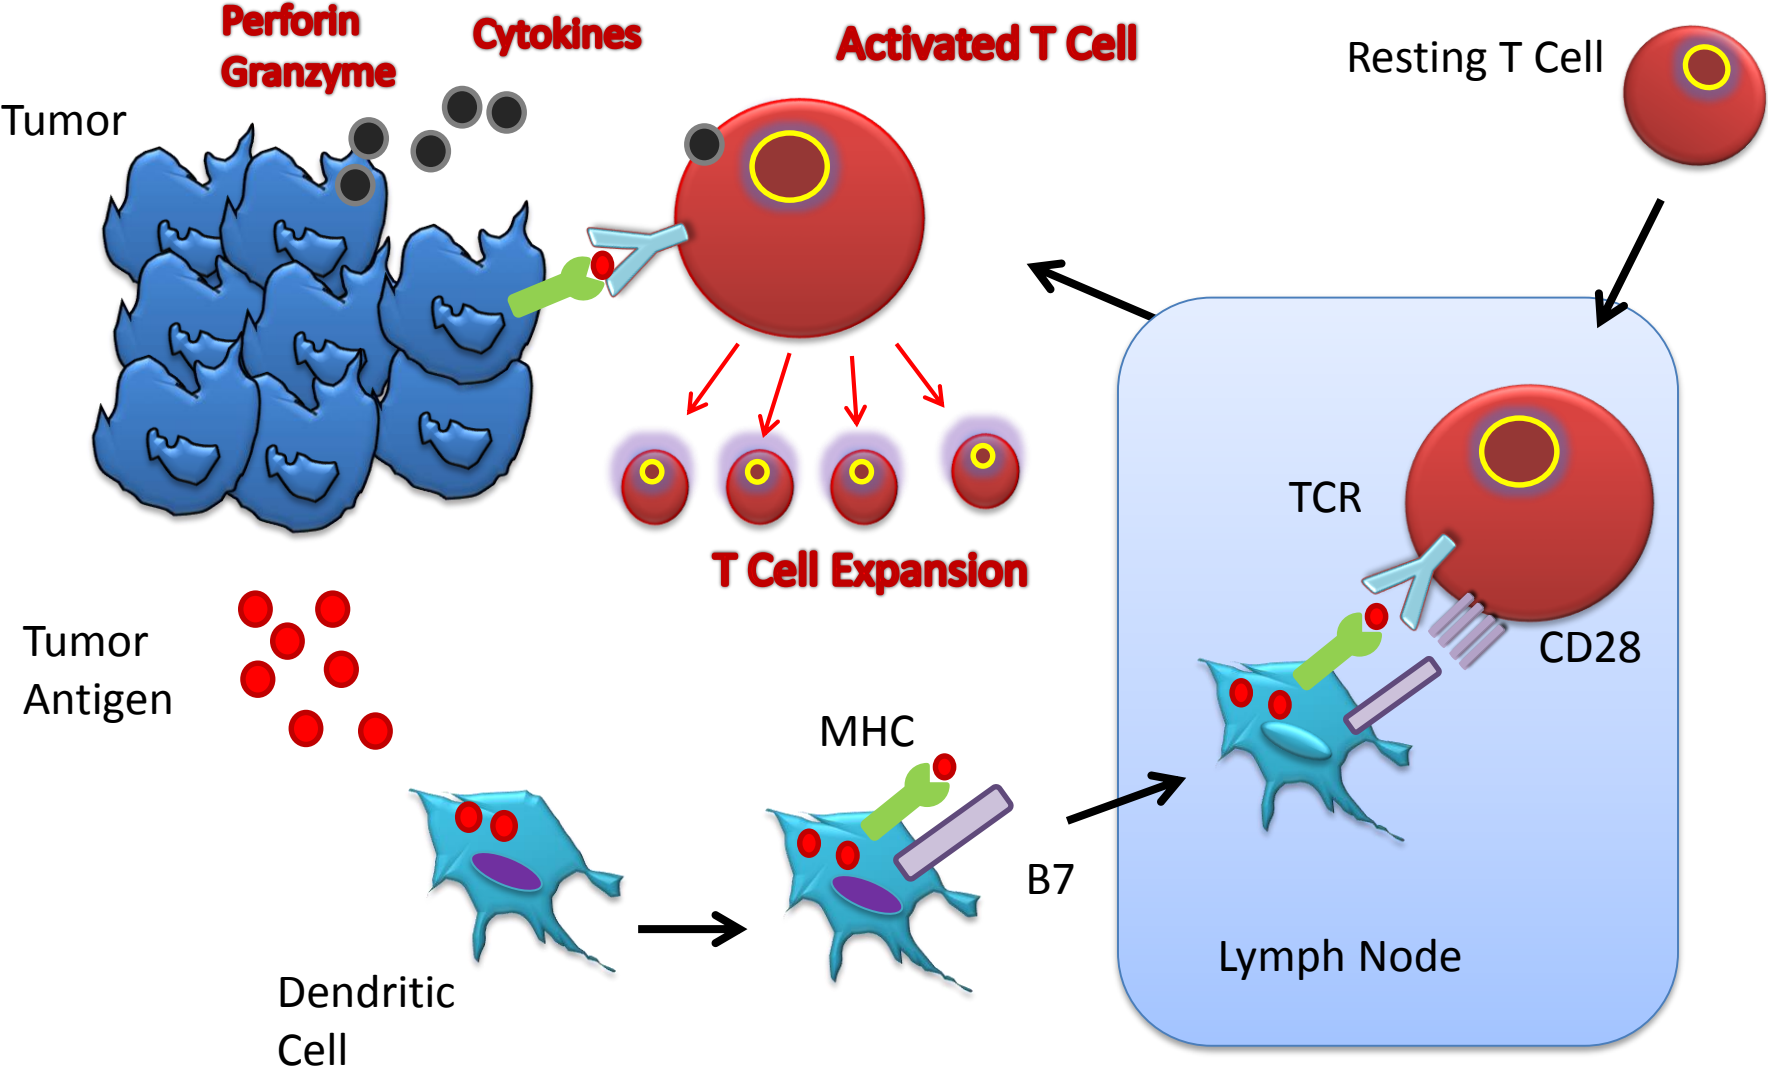 Perforin
Granzyme
Cytokines
Activated T Cell
Resting T Cell
Tumor
TCR
T Cell Expansion
CD28
Tumor
Antigen
MHC
B7
Lymph Node
Dendritic
Cell